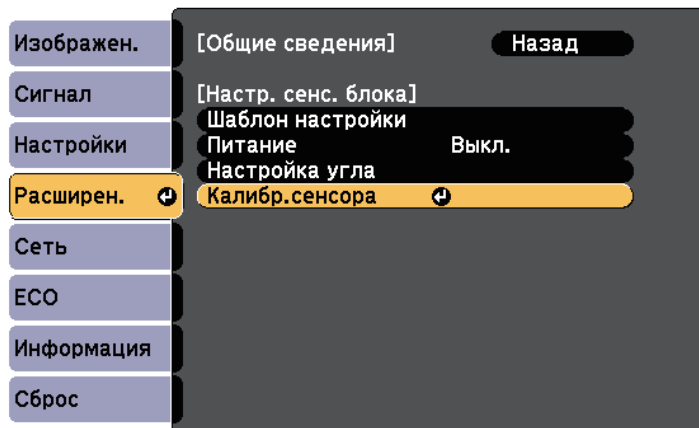 Изображен.
Сигнал
Настройки
Расширен.
Сеть
ECO
Информация
Сброс
[Общие сведения] Назад
[Настр. сенс. блока]
Шаблон настройки
Питание Выкл.
Настройка угла
Калибр.сенсора